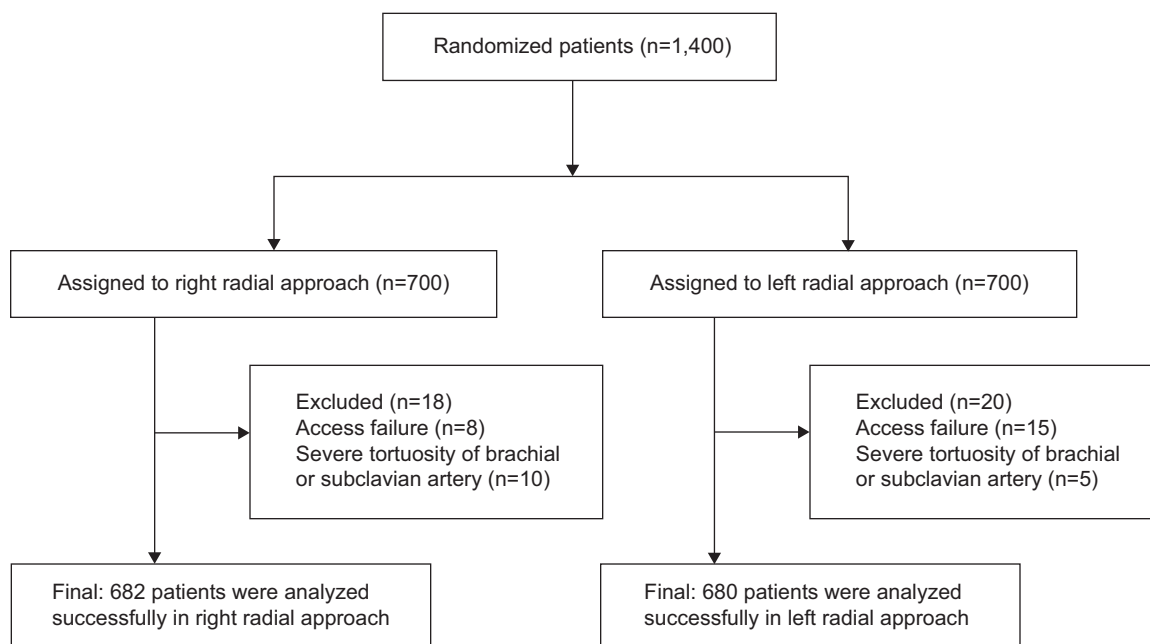 Randomized patients (n=1,400)
Assigned to right radial approach (n=700)
Assigned to left radial approach (n=700)
Excluded (n=18)
Access failure (n=8)
Severe tortuosity of brachial
or subclavian artery (n=10)
Excluded (n=20)
Access failure (n=15)
Severe tortuosity of brachial
or subclavian artery (n=5)
Final: 682 patients were analyzed
successfully in right radial approach
Final: 680 patients were analyzed
successfully in left radial approach